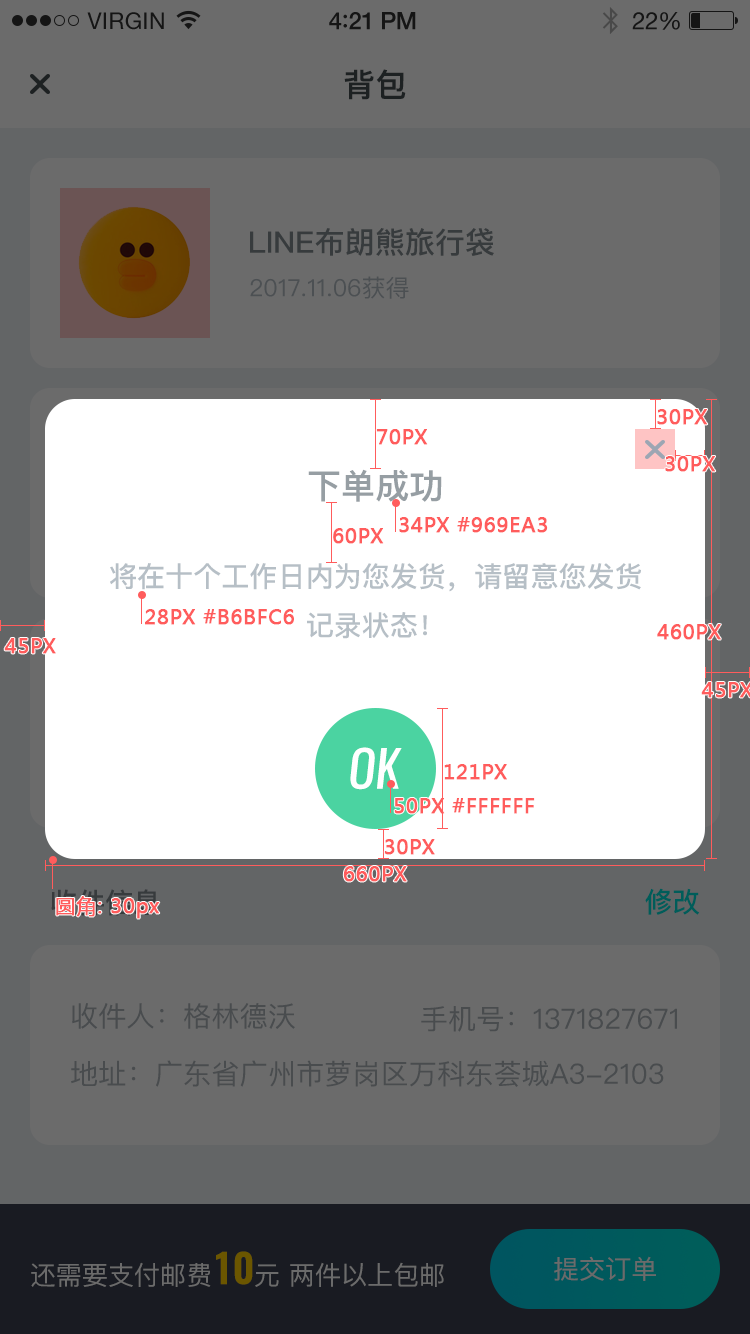 VIRGIN 4:21 PM 22%
背包
LINE布朗熊旅行袋
2017.11.06获得
30PX
70PX
30PX
下单成功
34PX #969EA3
60PX
将在十个工作日内为您发货，请留意您发货
28PX #B6BFC6
记录状态！
460PX
45PX
45PX
OK
121PX
50PX #FFFFFF
30PX
660PX
收件信息
修改
圆角: 30px
收件人：格林德沃 手机号：1371827671
地址：广东省广州市萝岗区万科东荟城A3-2103
还需要支付邮费10元 两件以上包邮
提交订单